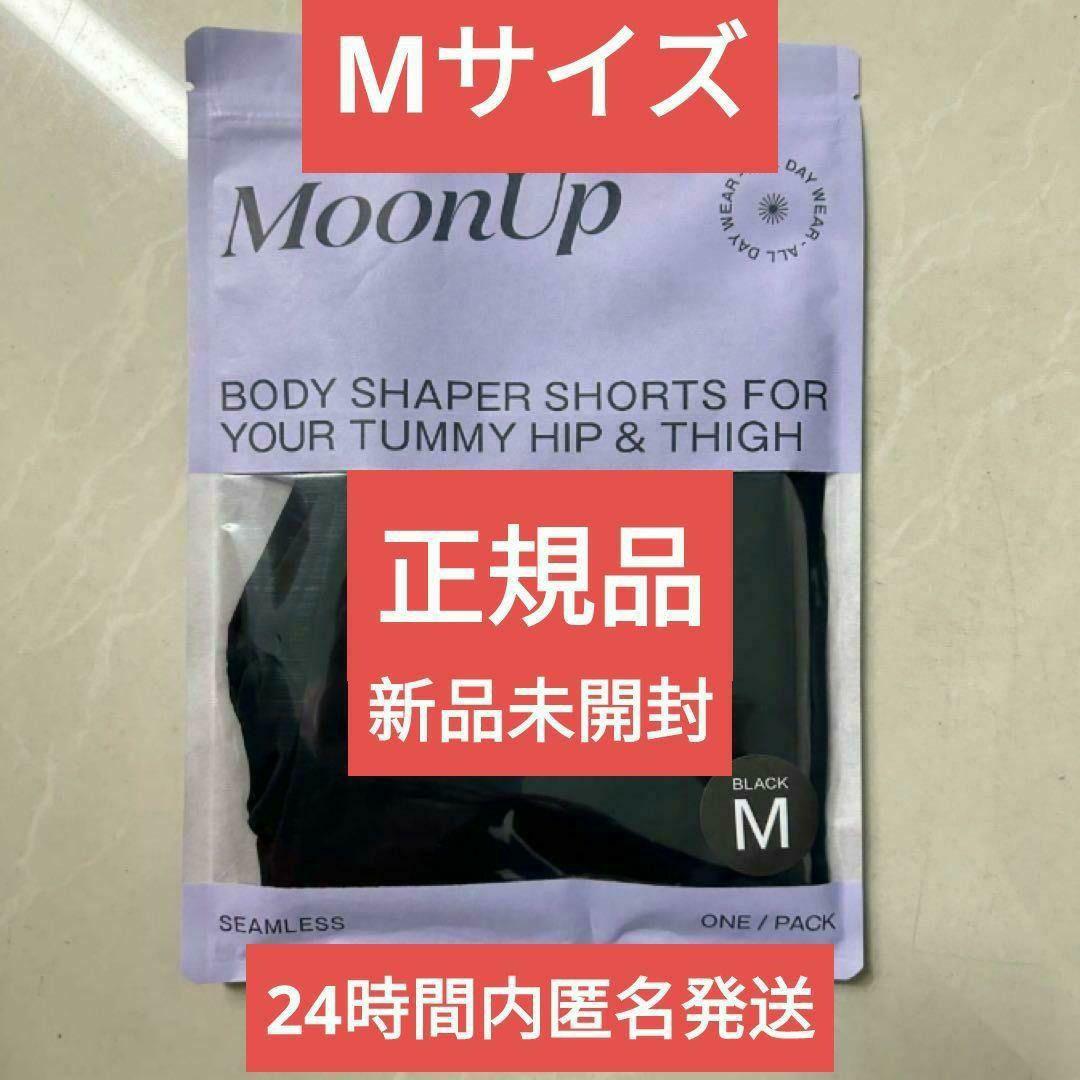 Mサイズ
MoonUp
DAY WEAR - ALL DAY WEAR
BODY SHAPER SHORTS FOR
YOUR TUMMY HIP & THIGH
正規品
新品未開封
BLACK
M
SEAMLESS
ONE / PACK
24時間内匿名発送